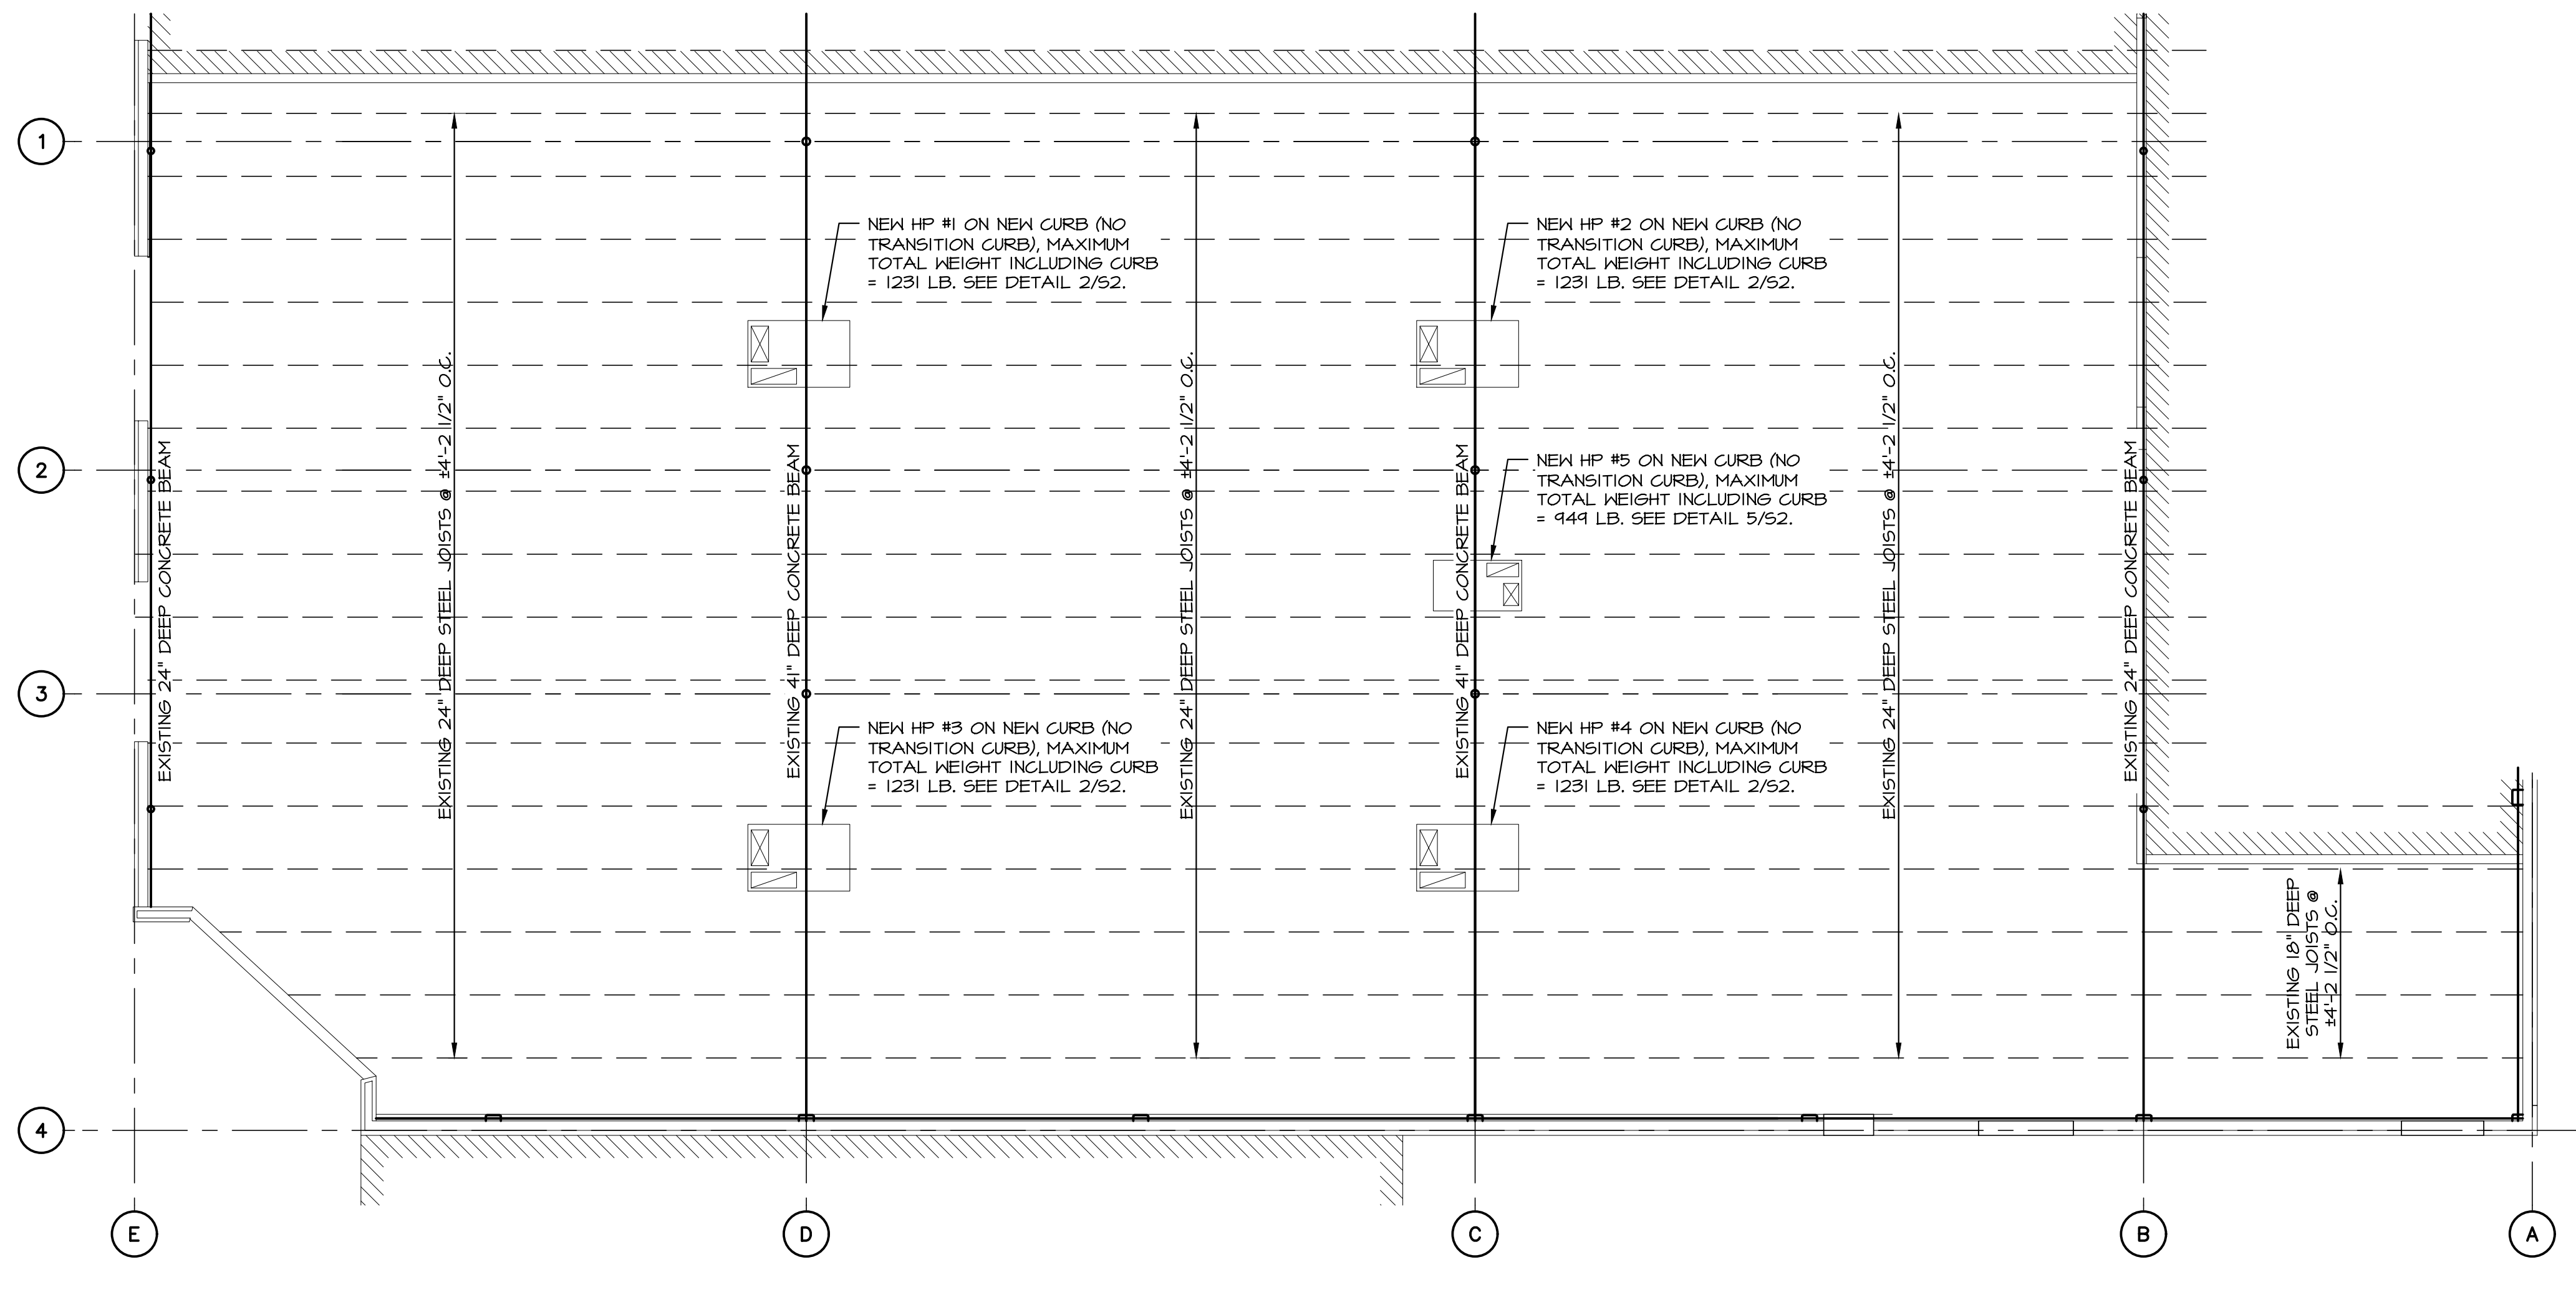 1
NEW HP #1 ON NEW CURB (NO
TRANSITION CURB), MAXIMUM
TOTAL WEIGHT INCLUDING CURB
= 1231 LB. SEE DETAIL 2/S2.
NEW HP #2 ON NEW CURB (NO
TRANSITION CURB), MAXIMUM
TOTAL WEIGHT INCLUDING CURB
= 1231 LB. SEE DETAIL 2/S2.
2
EXISTING 24" DEEP CONCRETE BEAM
EXISTING 24" DEEP STEEL JOISTS @ ±4'-2 1/2" O.C.
EXISTING 41" DEEP CONCRETE BEAM
EXISTING 24" DEEP STEEL JOISTS @ ±4'-2 1/2" O.C.
EXISTING 41" DEEP CONCRETE BEAM
NEW HP #5 ON NEW CURB (NO
TRANSITION CURB), MAXIMUM
TOTAL WEIGHT INCLUDING CURB
= 949 LB. SEE DETAIL 5/S2.
EXISTING 24" DEEP STEEL JOISTS @ ±4'-2 1/2" O.C.
EXISTING 24" DEEP CONCRETE BEAM
3
NEW HP #3 ON NEW CURB (NO
TRANSITION CURB), MAXIMUM
TOTAL WEIGHT INCLUDING CURB
= 1231 LB. SEE DETAIL 2/S2.
NEW HP #4 ON NEW CURB (NO
TRANSITION CURB), MAXIMUM
TOTAL WEIGHT INCLUDING CURB
= 1231 LB. SEE DETAIL 2/S2.
EXISTING 18" DEEP
STEEL JOISTS @
±4'-2 1/2" O.C.
4
E
D
C
B
A